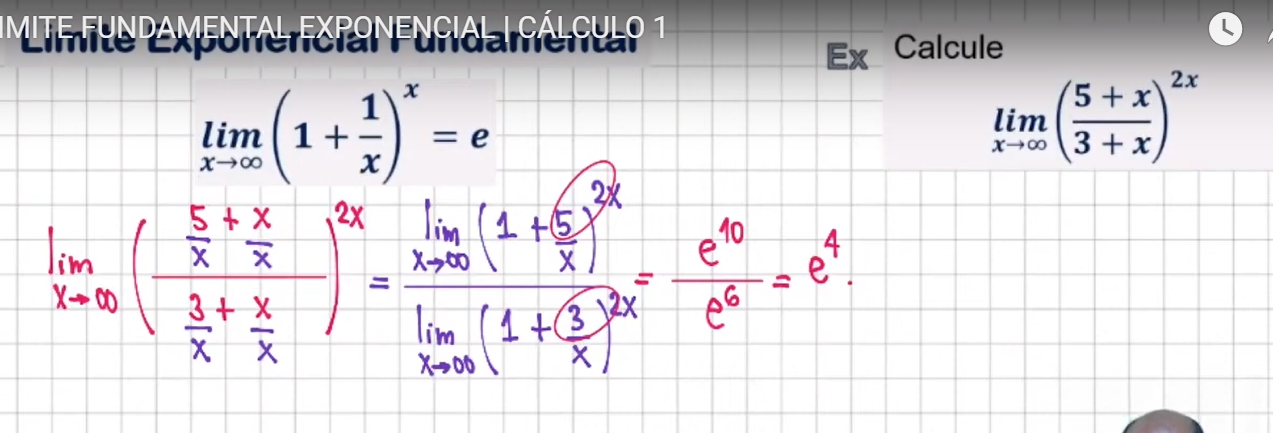 IMITE FUNDAMENTAL EXPONENCIAL | CÁLCULO 1
Limite Exponencial Fundamental
lim x→∞ (1 + 1/x)^x = e
Ex Calcule
lim x→∞ ((5 + x)/(3 + x))^2x
lim x→∞ ((5/x + x/x)/(3/x + x/x))^2x = (lim x→∞ (1 + 5/x)^2x)/(lim x→∞ (1 + 3/x)^2x) = e^10/e^6 = e^4.